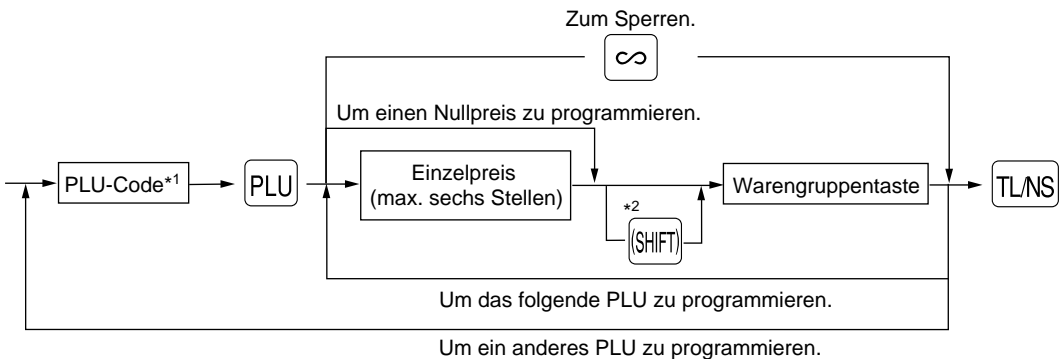 Zum Sperren.
∽
Um einen Nullpreis zu programmieren.
PLU-Code*1
PLU
Einzelpreis
(max. sechs Stellen)
*2
(SHIFT)
Warengruppentaste
TL/NS
Um das folgende PLU zu programmieren.
Um ein anderes PLU zu programmieren.